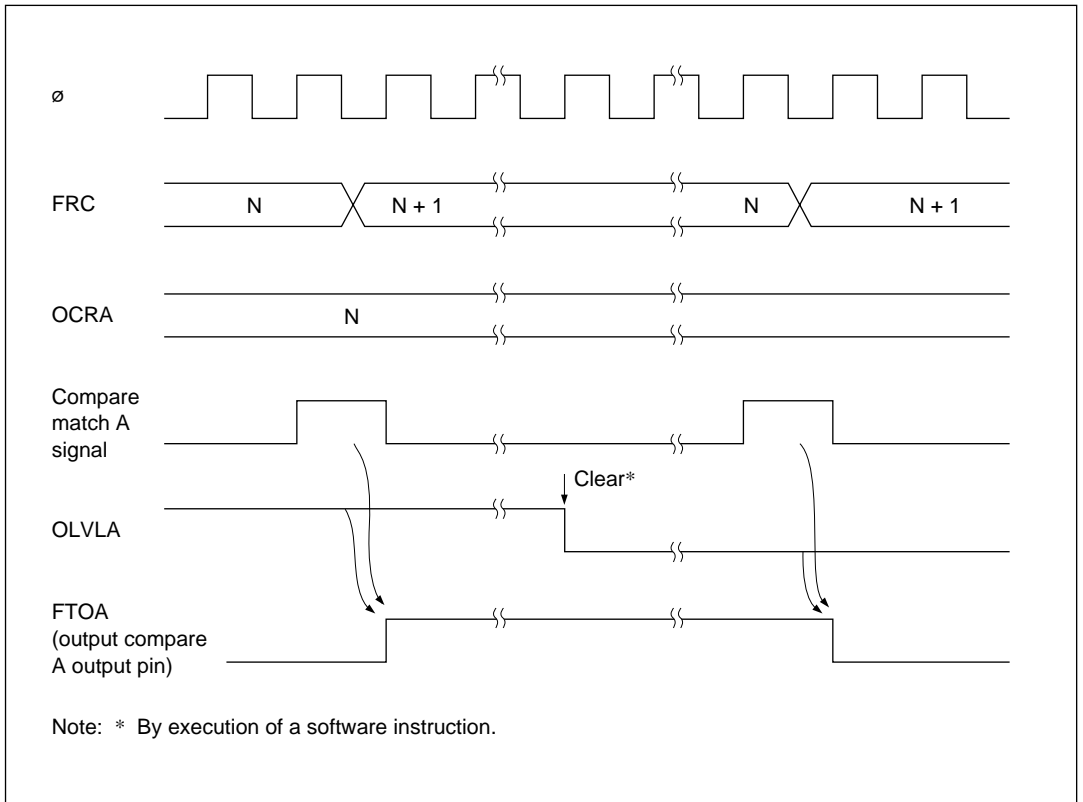 ø
FRC
N
N + 1
N
N + 1
OCRA
N
Compare
match A
signal
Clear*
OLVLA
FTOA
(output compare
A output pin)
Note: * By execution of a software instruction.